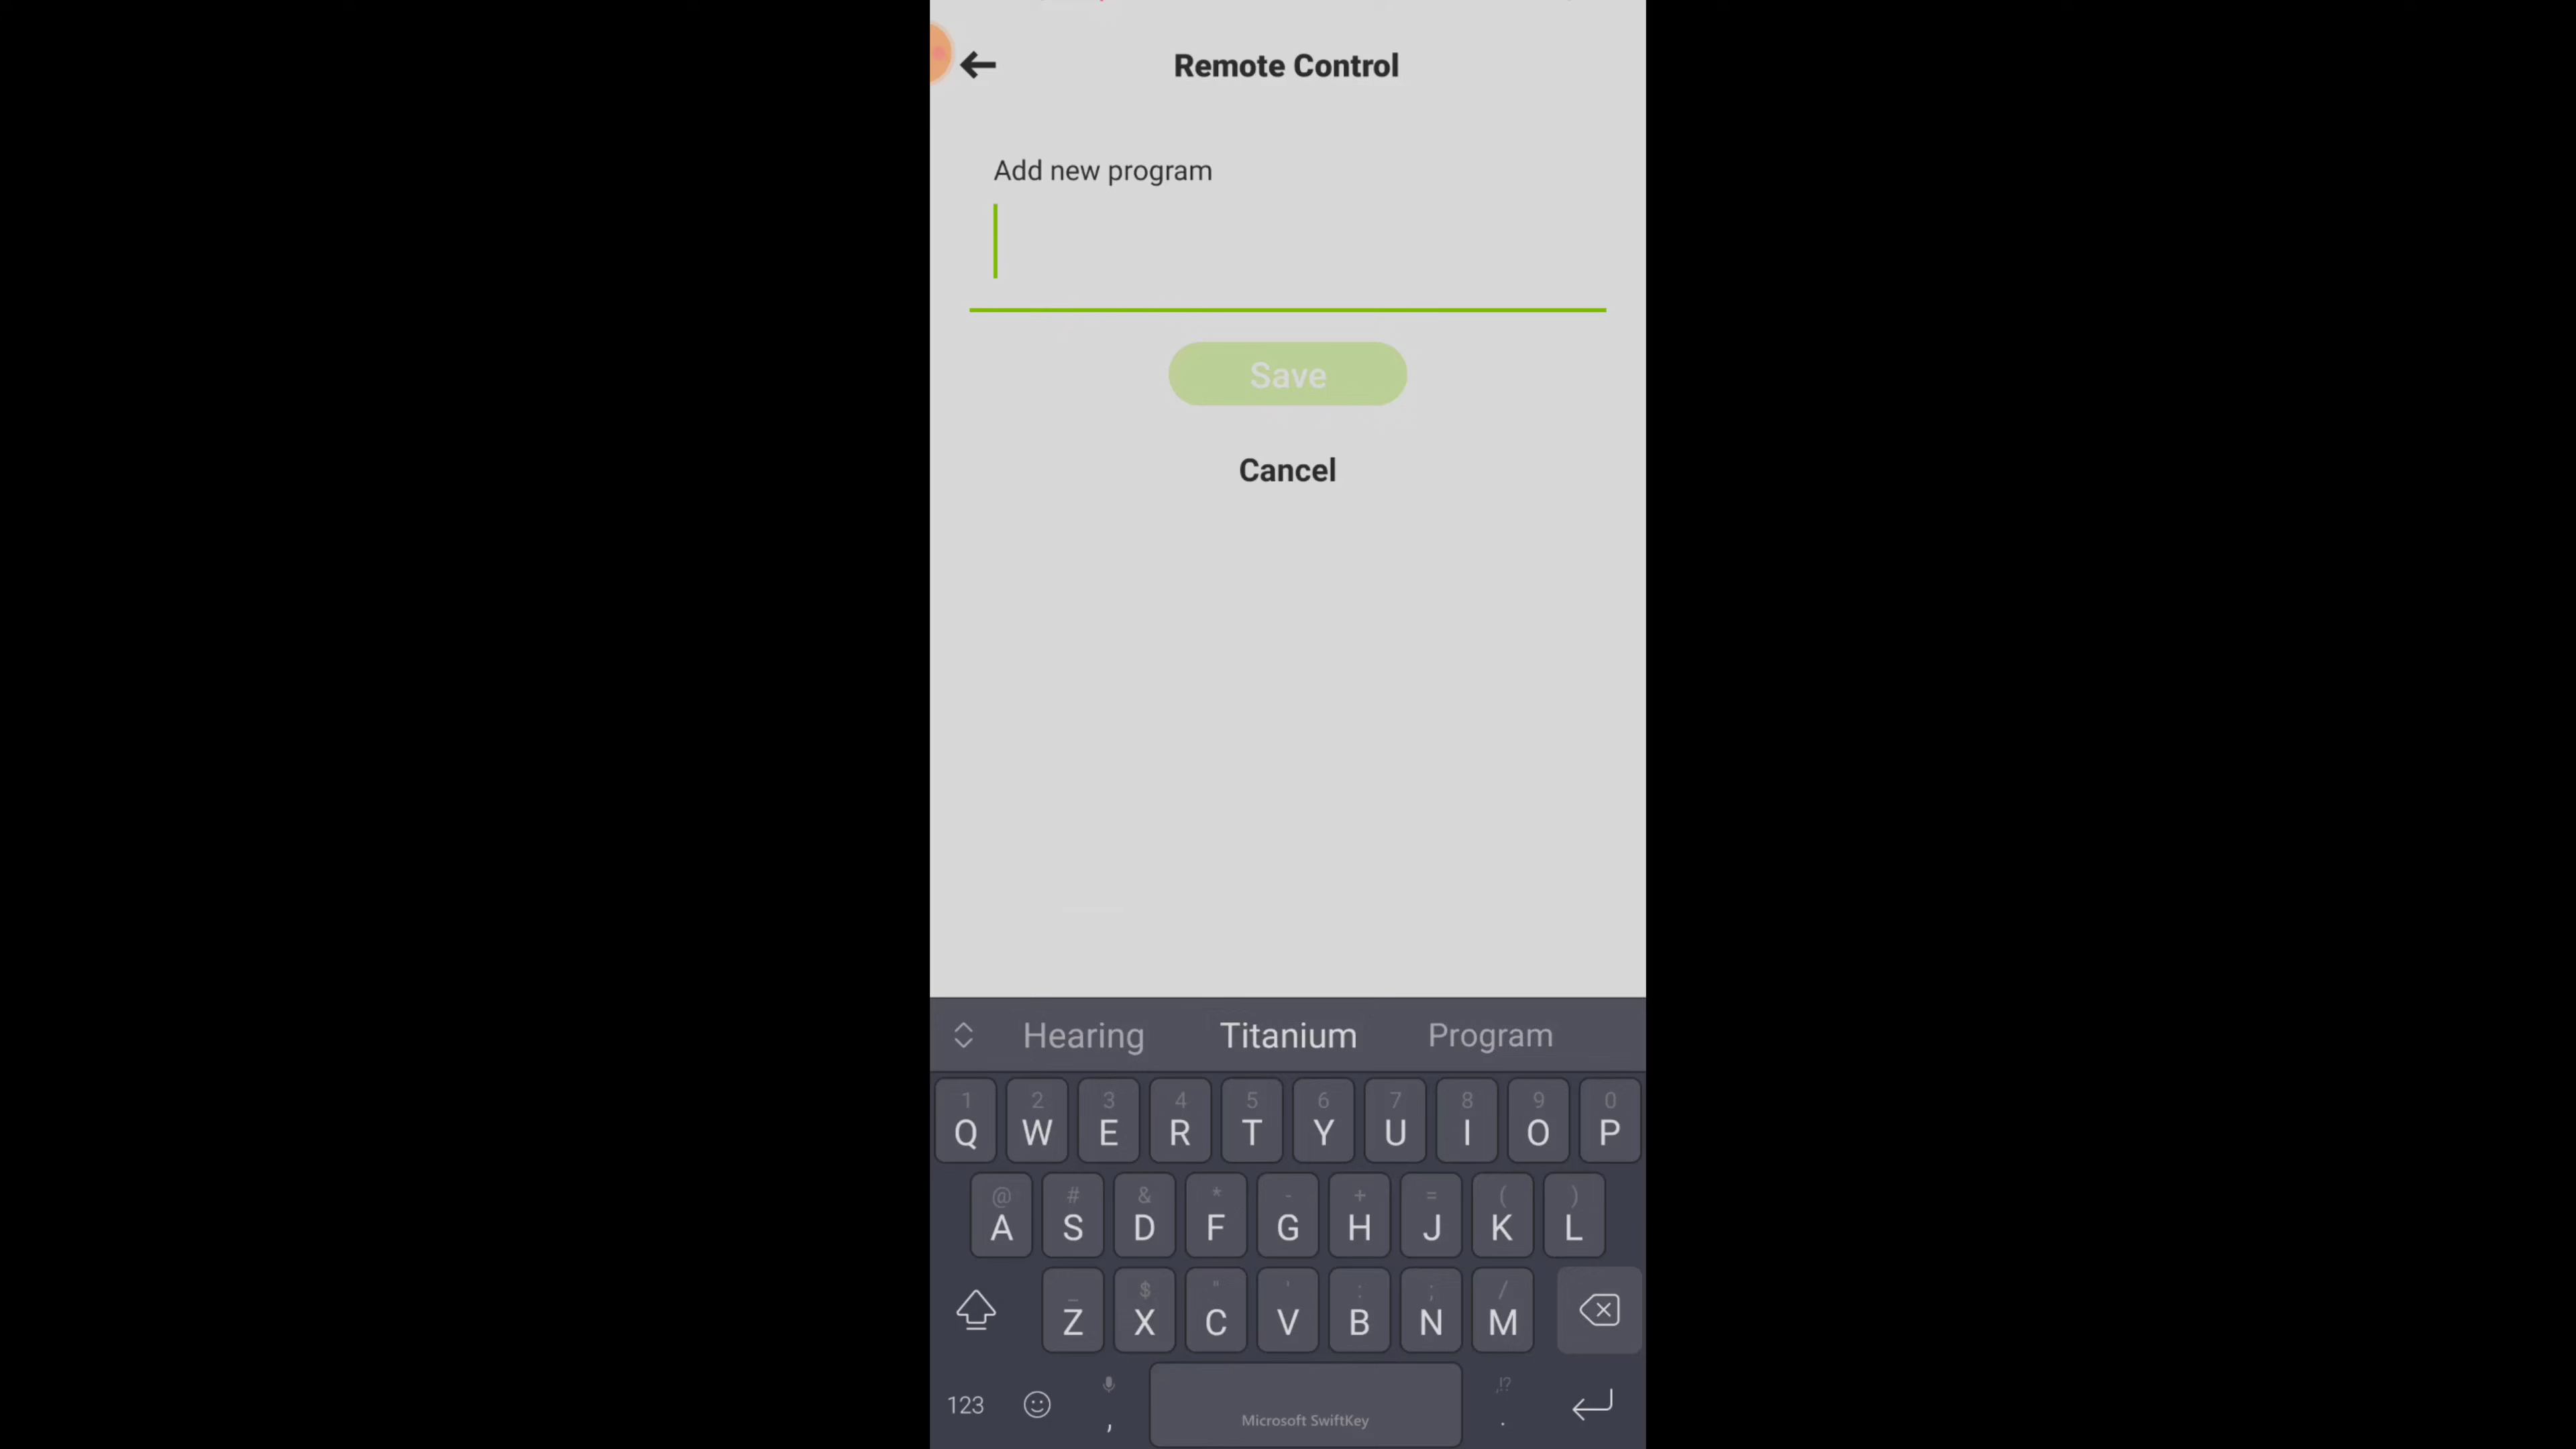 Remote Control
Add new program
Save
Cancel
Hearing Titanium Program
1 2 3 4 5 6 7 8 9 0
Q W E R T Y U I O P
@ # & * - + = ( )
A S D F G H J K L
_ $ " ' : ; /
Z X C V B N M
123 , Microsoft SwiftKey ,!? .